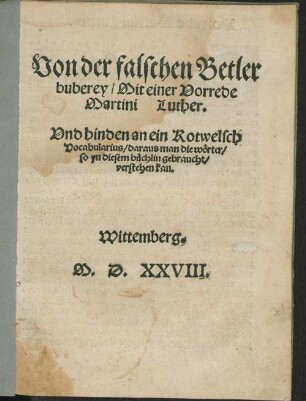 Von der falschen Betler
buberey / Mit einer Vorrede
Martini Luther.
Vnd hinden an ein Rotwelsch
Vocabularius / daraus man die wörter /
so yn diesem büchlin gebraucht /
verstehen kan.
Wittemberg.
M. D. XXVIII.